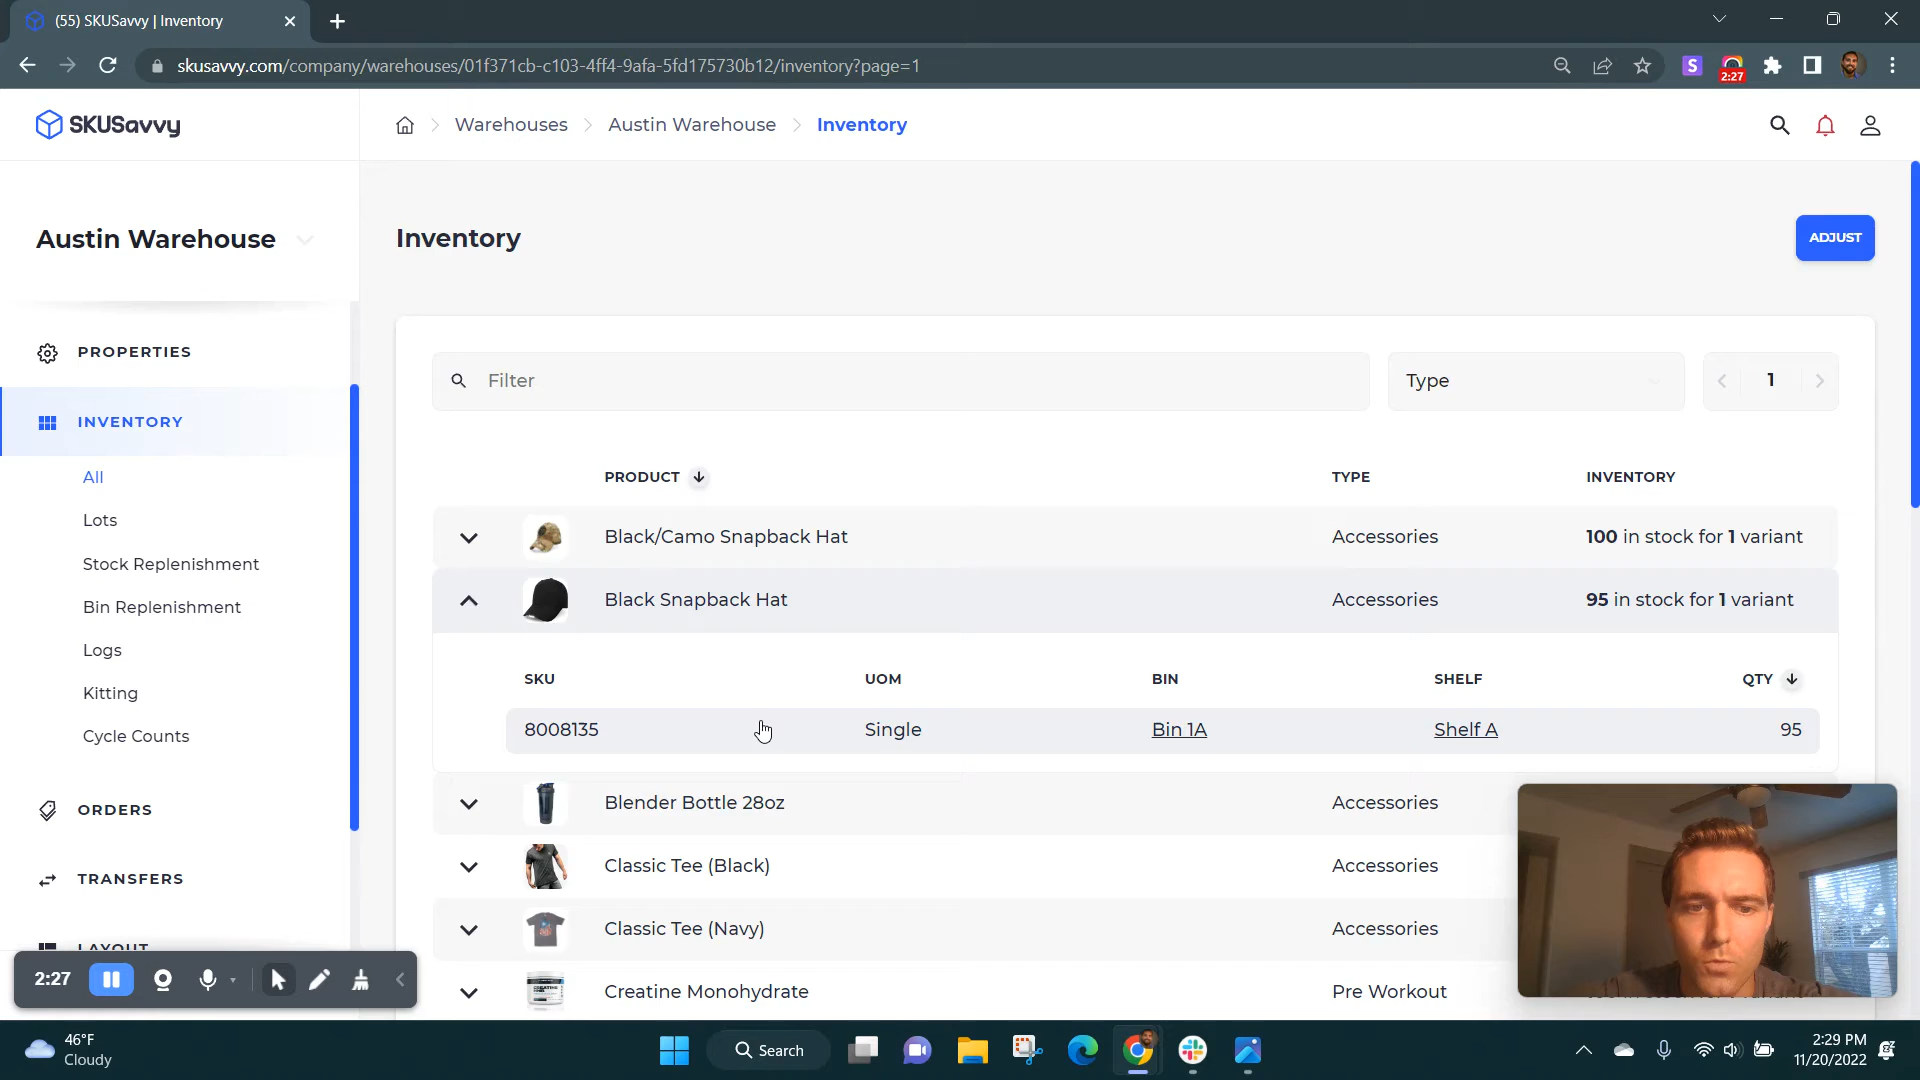 (55) SKUSavvy | Inventory
skusavvy.com/company/warehouses/01f371cb-c103-4ff4-9afa-5fd175730b12/inventory?page=1
S
2:27
SKUSavvy
Warehouses
Austin Warehouse
Inventory
Austin Warehouse
Inventory
ADJUST
PROPERTIES
INVENTORY
All
Lots
Stock Replenishment
Bin Replenishment
Logs
Kitting
Cycle Counts
ORDERS
TRANSFERS
LAYOUT
Filter
Type
1
PRODUCT
TYPE
INVENTORY
Black/Camo Snapback Hat
Accessories
100 in stock for 1 variant
Black Snapback Hat
Accessories
95 in stock for 1 variant
SKU
UOM
BIN
SHELF
QTY
8008135
Single
Bin 1A
Shelf A
95
Blender Bottle 28oz
Accessories
Classic Tee (Black)
Accessories
Classic Tee (Navy)
Accessories
Creatine Monohydrate
Pre Workout
2:27
46°F
Cloudy
Search
2:29 PM
11/20/2022